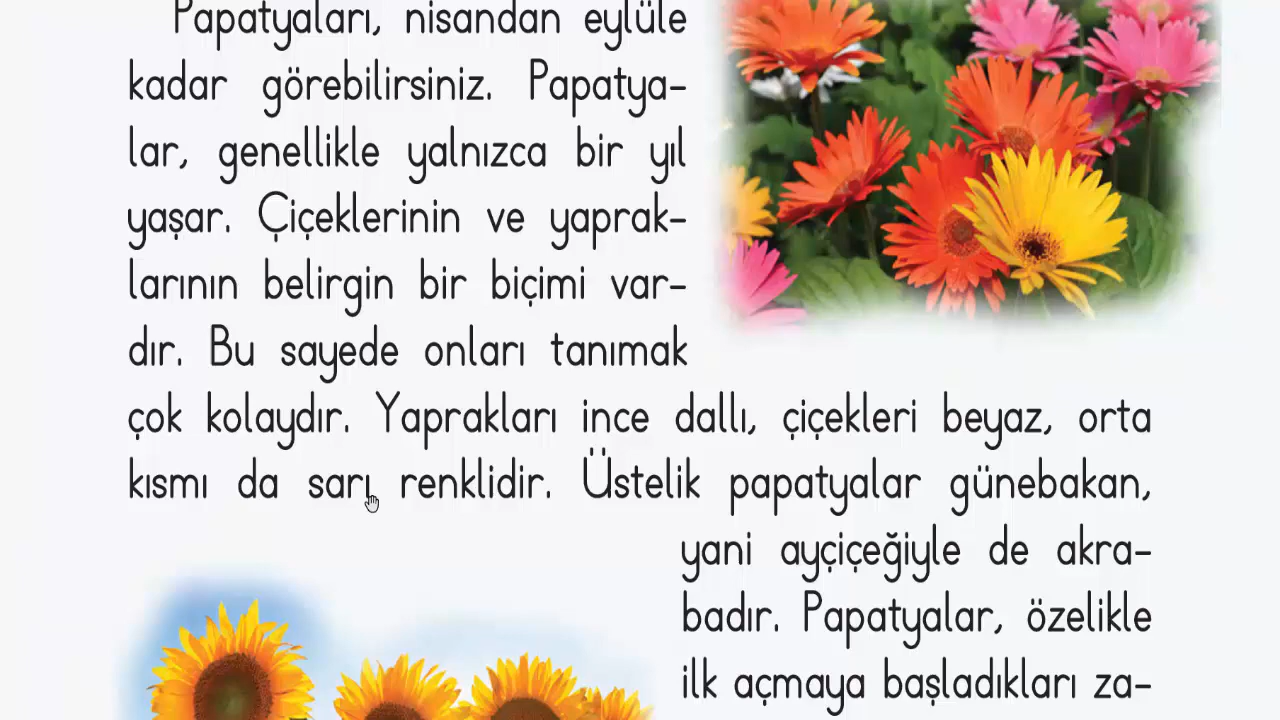 Papatyaları, nisandan eylüle
kadar görebilirsiniz. Papatya-
lar, genellikle yalnızca bir yıl
yaşar. Çiçeklerinin ve yaprak-
larının belirgin bir biçimi var-
dır. Bu sayede onları tanımak
çok kolaydır. Yaprakları ince dallı, çiçekleri beyaz, orta
kısmı da sarı renklidir. Üstelik papatyalar günebakan,
yani ayçiçeğiyle de akra-
badır. Papatyalar, özelikle
ilk açmaya başladıkları za-